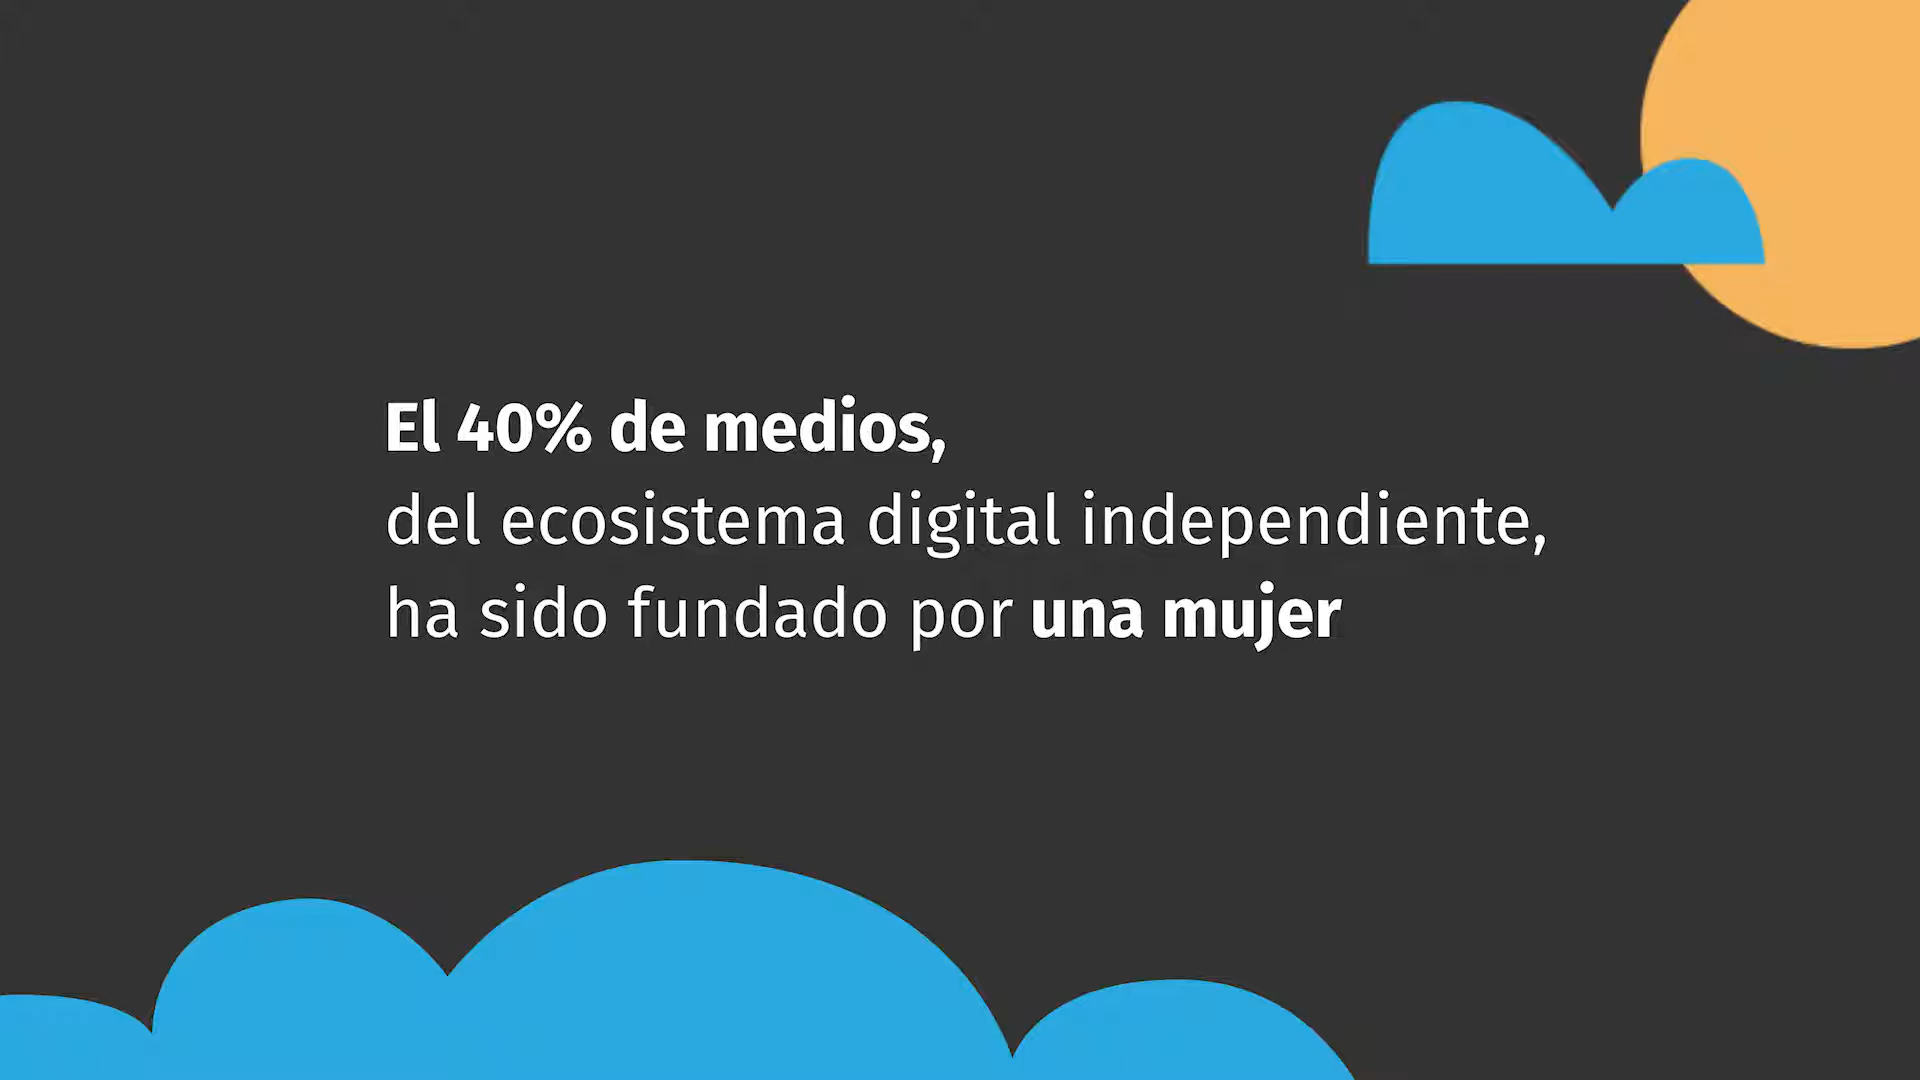 El 40% de medios,
del ecosistema digital independiente,
ha sido fundado por una mujer